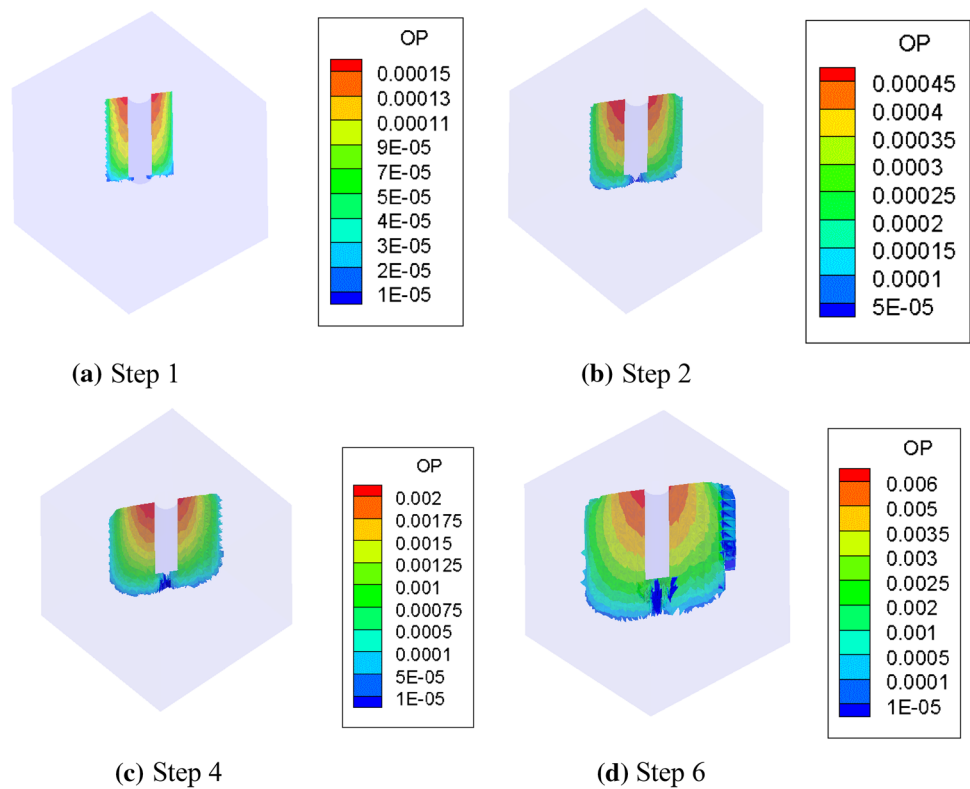 OP
0.00015
0.00013
0.00011
9E-05
7E-05
5E-05
4E-05
3E-05
2E-05
1E-05
(a) Step 1
OP
0.00045
0.0004
0.00035
0.0003
0.00025
0.0002
0.00015
0.0001
5E-05
(b) Step 2
OP
0.002
0.00175
0.0015
0.00125
0.001
0.00075
0.0005
0.0001
5E-05
1E-05
(c) Step 4
OP
0.006
0.005
0.0035
0.003
0.0025
0.002
0.001
0.0005
0.0001
1E-05
(d) Step 6